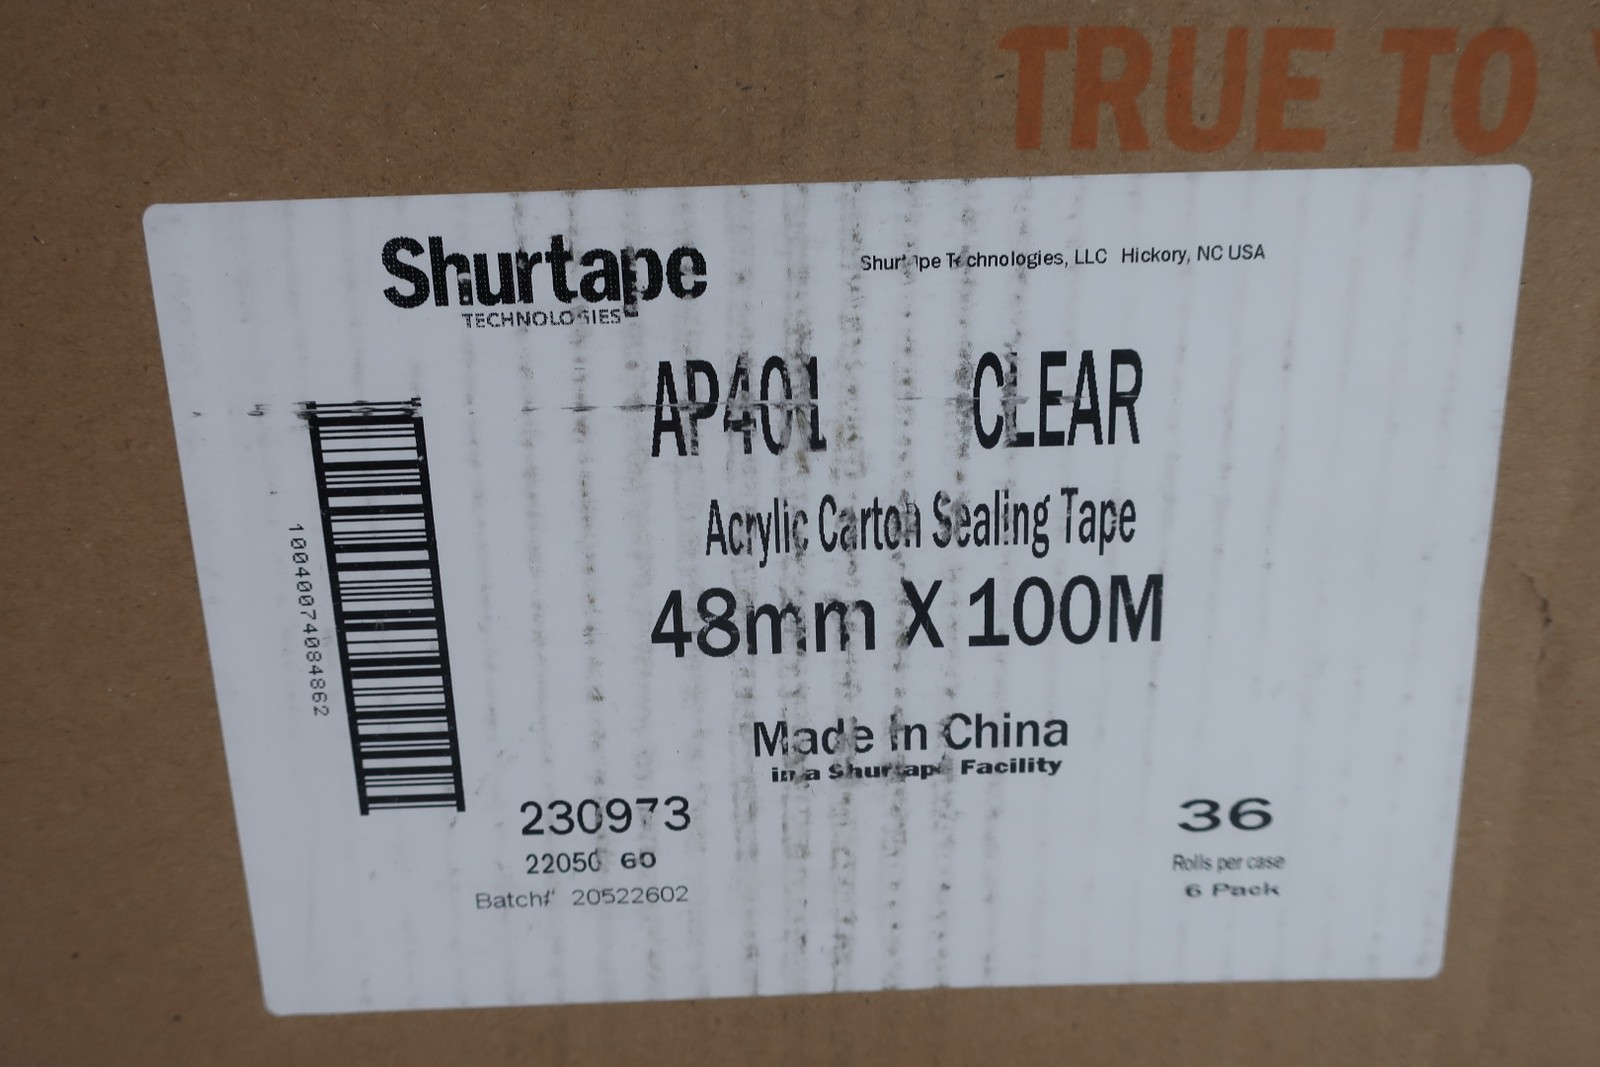 TRUE TO
Shurtape
TECHNOLOGIES
Shurtape Technologies, LLC Hickory, NC USA
AP401 CLEAR
Acrylic Carton Sealing Tape
48mm X 100M
Made in China
in a Shurtape Facility
10040074084862
230973
36
60
Rolls per case
Batch# 20522602
6 Pack